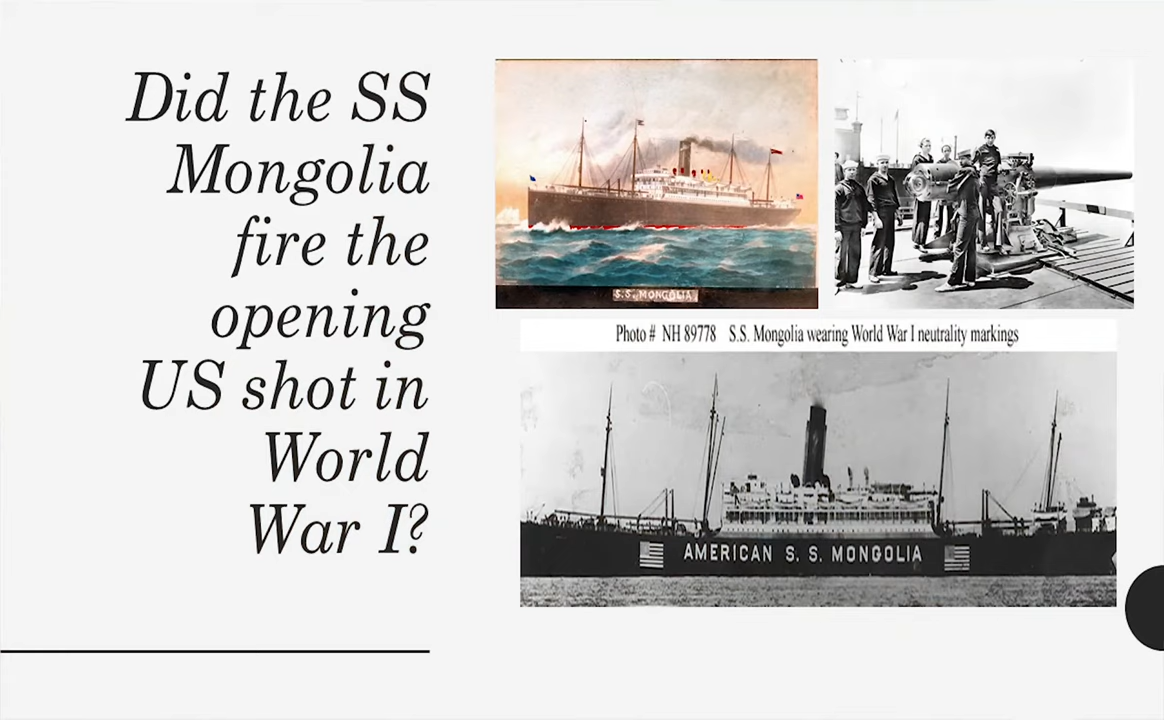 Did the SS
Mongolia
fire the
opening
US shot in
World
War I?
S.S. MONGOLIA.
Photo # NH 89778 S.S. Mongolia wearing World War I neutrality markings
AMERICAN S. S. MONGOLIA